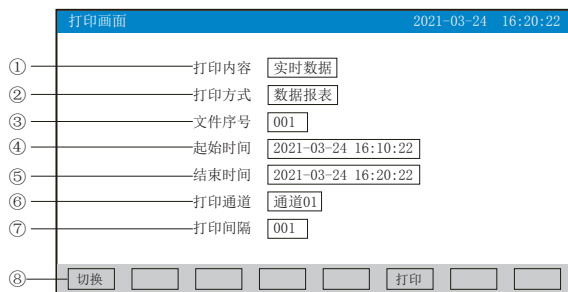 打印画面 2021-03-24 16:20:22
① 打印内容 实时数据
② 打印方式 数据报表
③ 文件序号 001
④ 起始时间 2021-03-24 16:10:22
⑤ 结束时间 2021-03-24 16:20:22
⑥ 打印通道 通道01
⑦ 打印间隔 001
⑧ 切换 打印